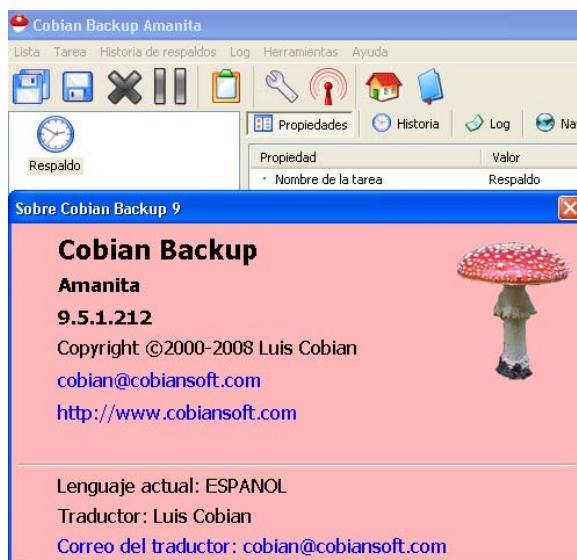 Cobian Backup Amanita
Lista Tarea Historia de respaldos Log Herramientas Ayuda
Propiedades Historia Log
Respaldo
Propiedad Valor
Nombre de la tarea Respaldo
Sobre Cobian Backup 9
Cobian Backup
Amanita
9.5.1.212
Copyright ©2000-2008 Luis Cobian
cobian@cobiansoft.com
http://www.cobiansoft.com
Lenguaje actual: ESPANOL
Traductor: Luis Cobian
Correo del traductor: cobian@cobiansoft.com